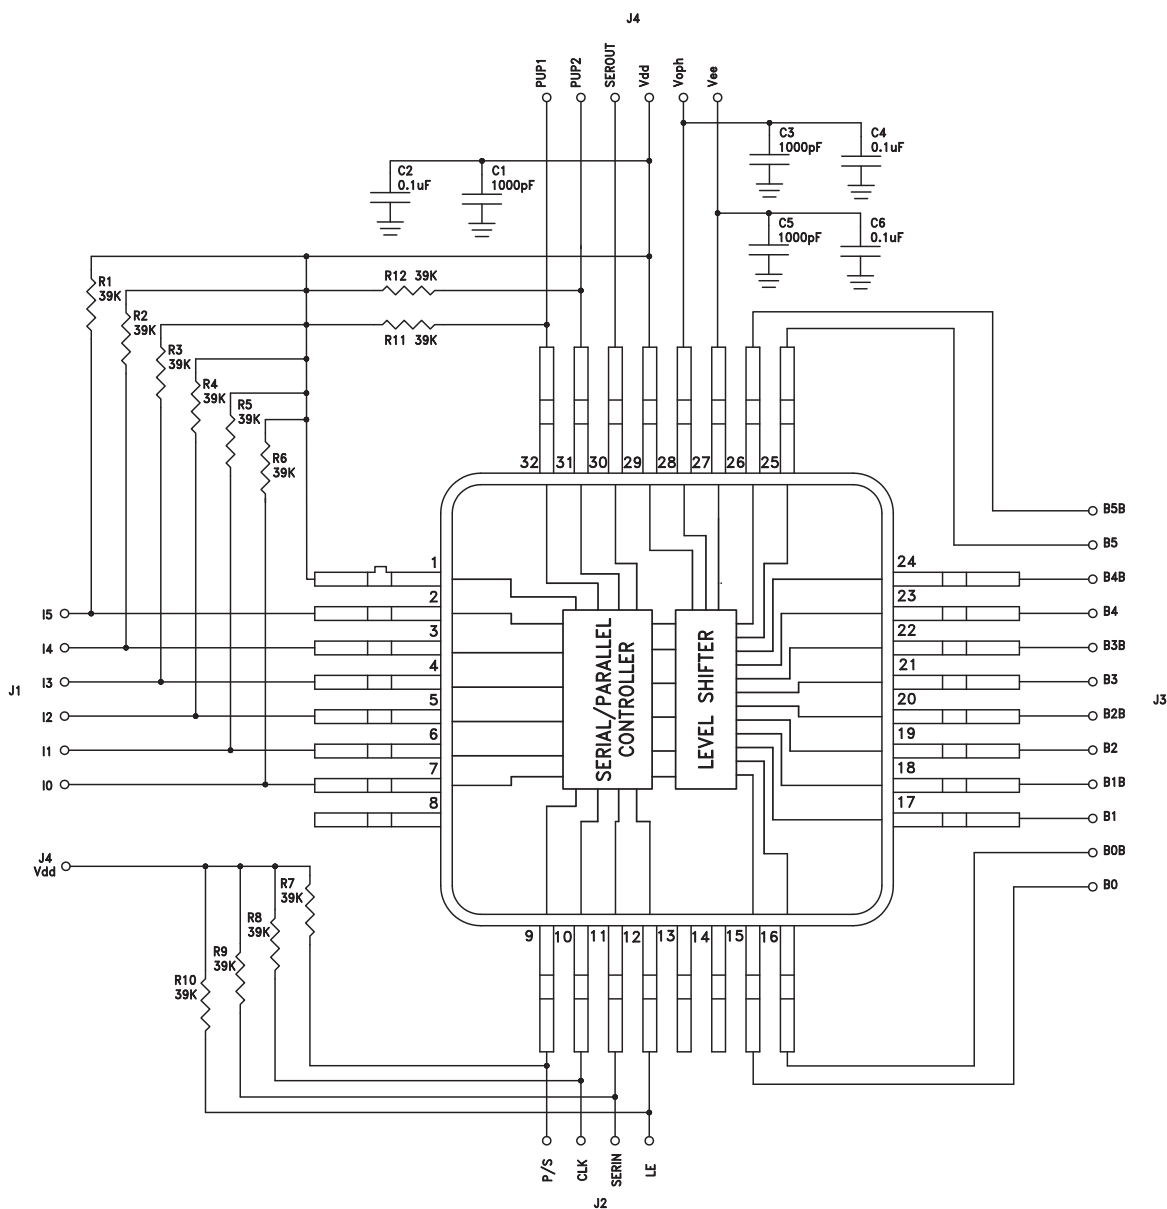 J4
PUP1
PUP2
SEROUT
Vdd
Voph
Vee
C3
1000pF
C4
0.1uF
C2
0.1uF
C1
1000pF
C5
1000pF
C6
0.1uF
R1
39K
R12 39K
R2
39K
R11 39K
R3
39K
R4
39K
R5
39K
R6
39K
32
31
30
29
28
27
26
25
B5B
B5
1
24
B4B
2
23
I5
B4
3
22
I4
B3B
4
21
J1
I3
B3
J3
5
20
I2
B2B
6
19
I1
B2
7
18
I0
B1B
8
17
B1
SERIAL/PARALLEL
CONTROLLER
LEVEL SHIFTER
B0B
J4
Vdd
B0
R7
39K
R8
39K
R9
39K
R10
39K
9
10
11
12
13
14
15
16
P/S
CLK
SERIN
LE
J2